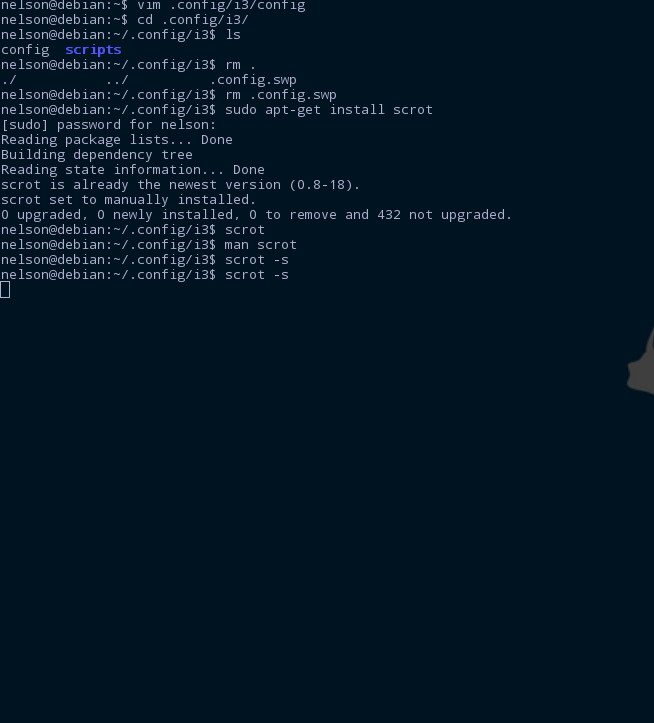 nelson@debian:~$ vim .config/i3/config
nelson@debian:~$ cd .config/i3/
nelson@debian:~/.config/i3$ ls
config  scripts
nelson@debian:~/.config/i3$ rm .
./           ../          .config.swp
nelson@debian:~/.config/i3$ rm .config.swp
nelson@debian:~/.config/i3$ sudo apt-get install scrot
[sudo] password for nelson:
Reading package lists... Done
Building dependency tree
Reading state information... Done
scrot is already the newest version (0.8-18).
scrot set to manually installed.
0 upgraded, 0 newly installed, 0 to remove and 432 not upgraded.
nelson@debian:~/.config/i3$ scrot
nelson@debian:~/.config/i3$ man scrot
nelson@debian:~/.config/i3$ scrot -s
nelson@debian:~/.config/i3$ scrot -s